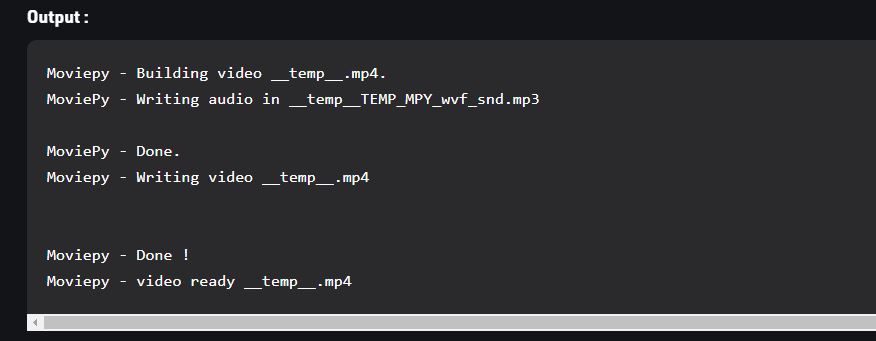 Output :
Moviepy - Building video __temp__.mp4.
MoviePy - Writing audio in __temp__TEMP_MPY_wvf_snd.mp3
MoviePy - Done.
Moviepy - Writing video __temp__.mp4
Moviepy - Done !
Moviepy - video ready __temp__.mp4